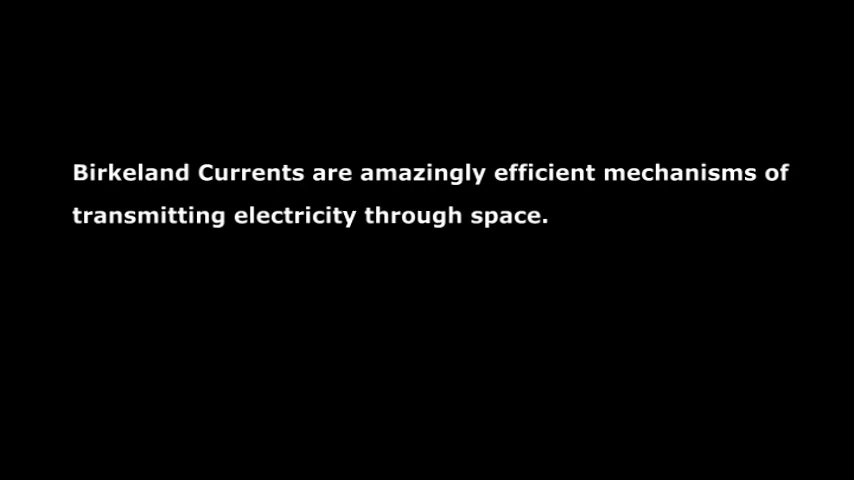 Birkeland Currents are amazingly efficient mechanisms of
transmitting electricity through space.